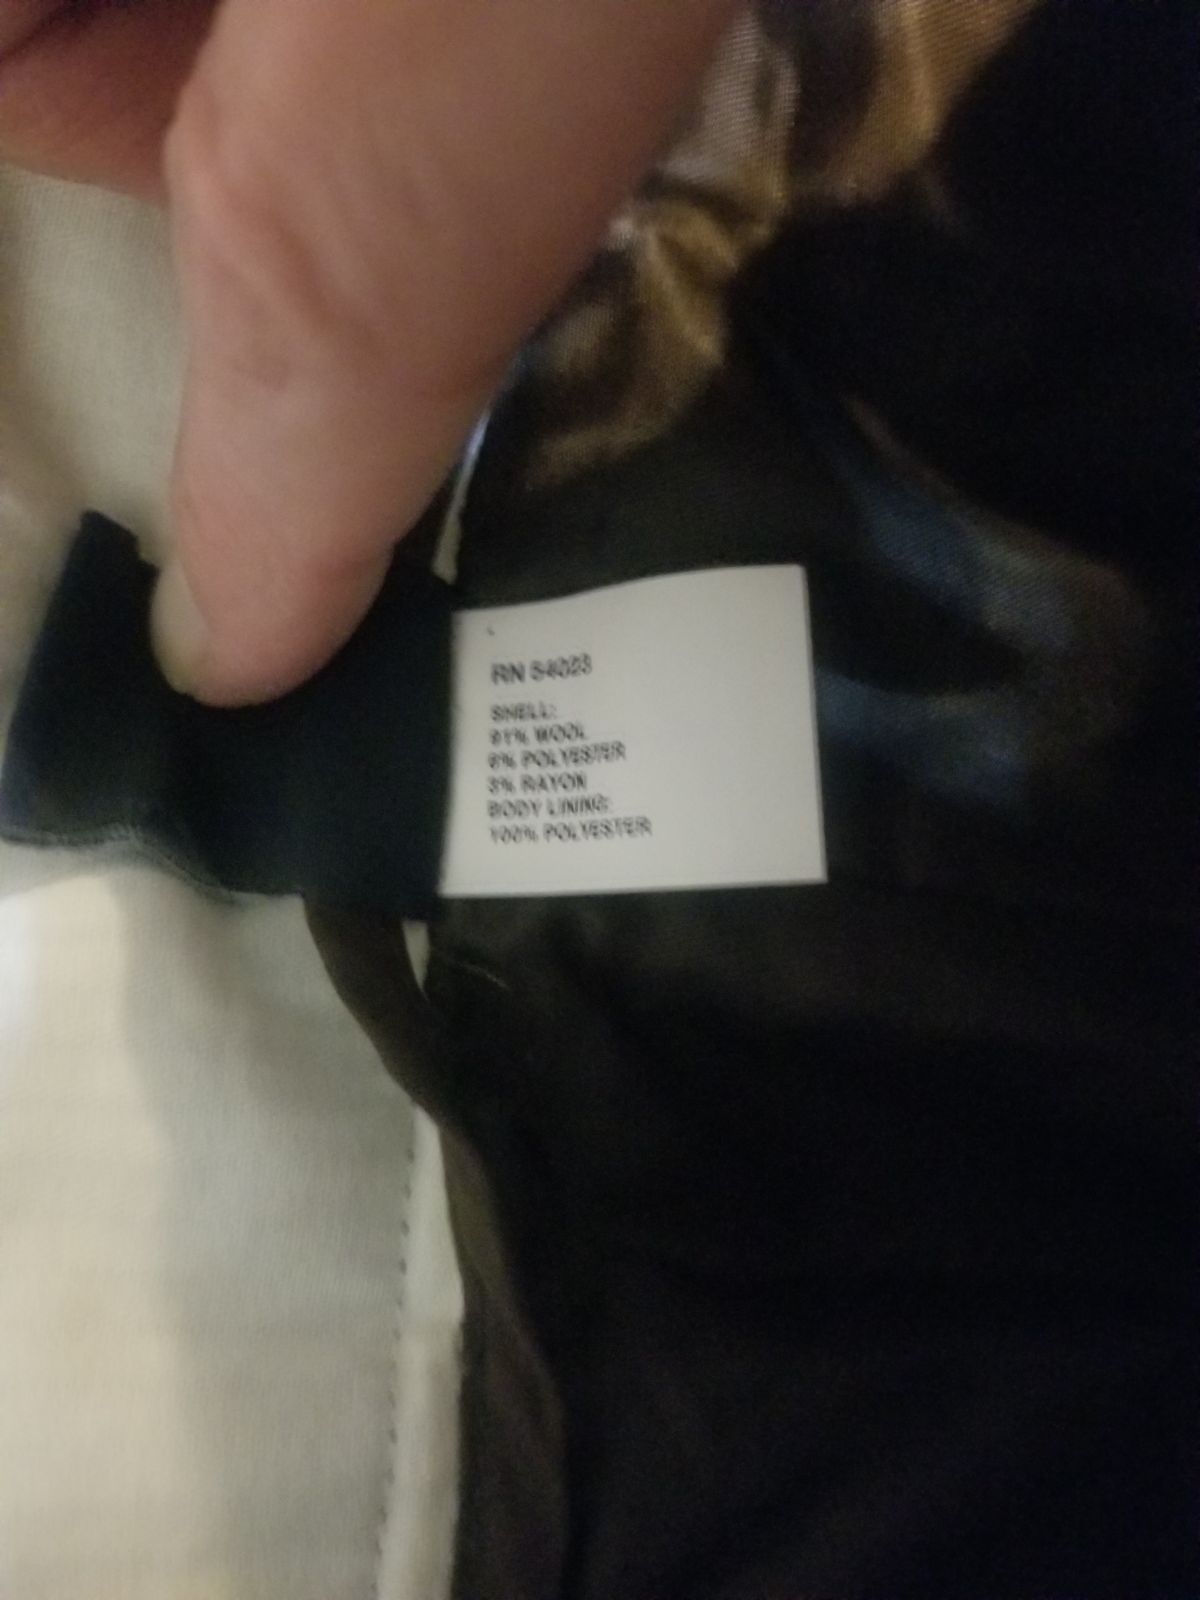 RN 54023
SHELL:
91% WOOL
6% POLYESTER
3% RAYON
BODY LINING:
100% POLYESTER